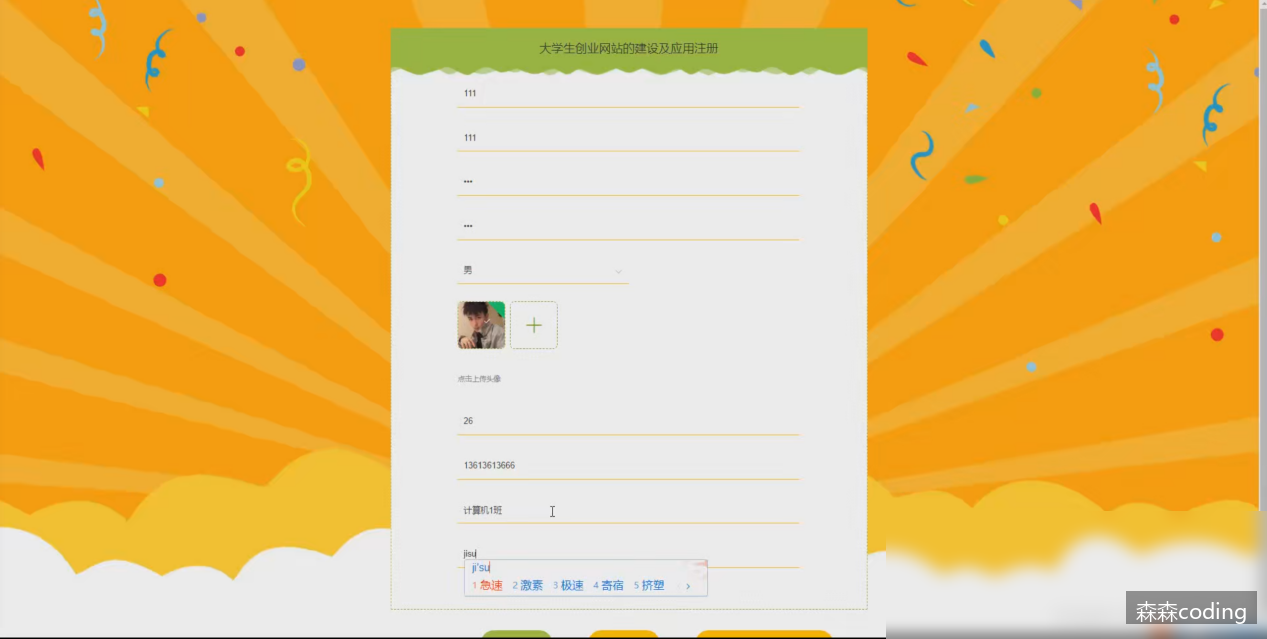 大学生创业网站的建设及应用注册
111
111
•••
•••
男
点击上传头像
26
13613613666
计算机1班
jisu
ji'su
1 急速 2 激素 3 极速 4 寄宿 5 挤塑 >
森森coding